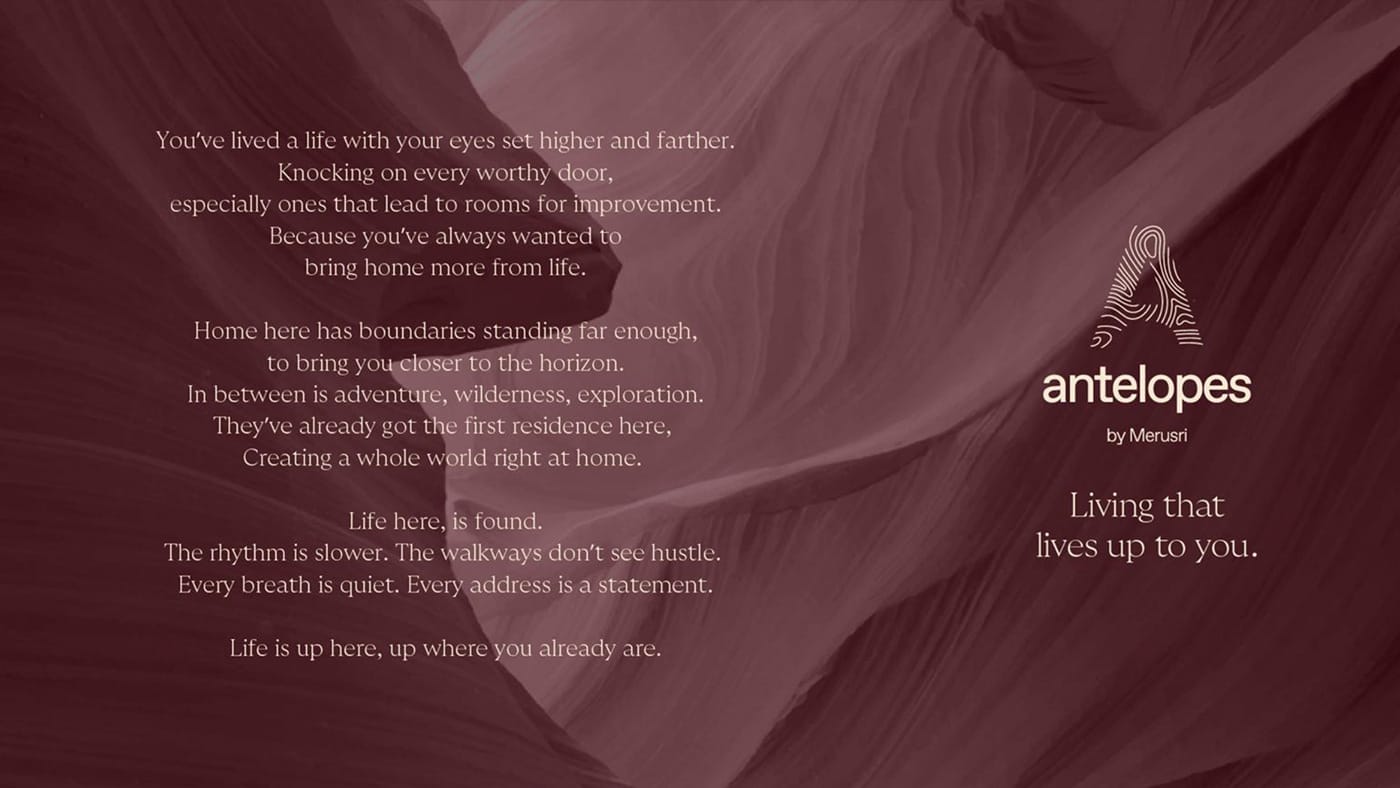 You've lived a life with your eyes set higher and farther.
Knocking on every worthy door,
especially ones that lead to rooms for improvement.
Because you've always wanted to
bring home more from life.
Home here has boundaries standing far enough,
to bring you closer to the horizon.
In between is adventure, wilderness, exploration.
They've already got the first residence here,
Creating a whole world right at home.
Life here, is found.
The rhythm is slower. The walkways don't see hustle.
Every breath is quiet. Every address is a statement.
Life is up here, up where you already are.
A
antelopes
by Merusri
Living that
lives up to you.